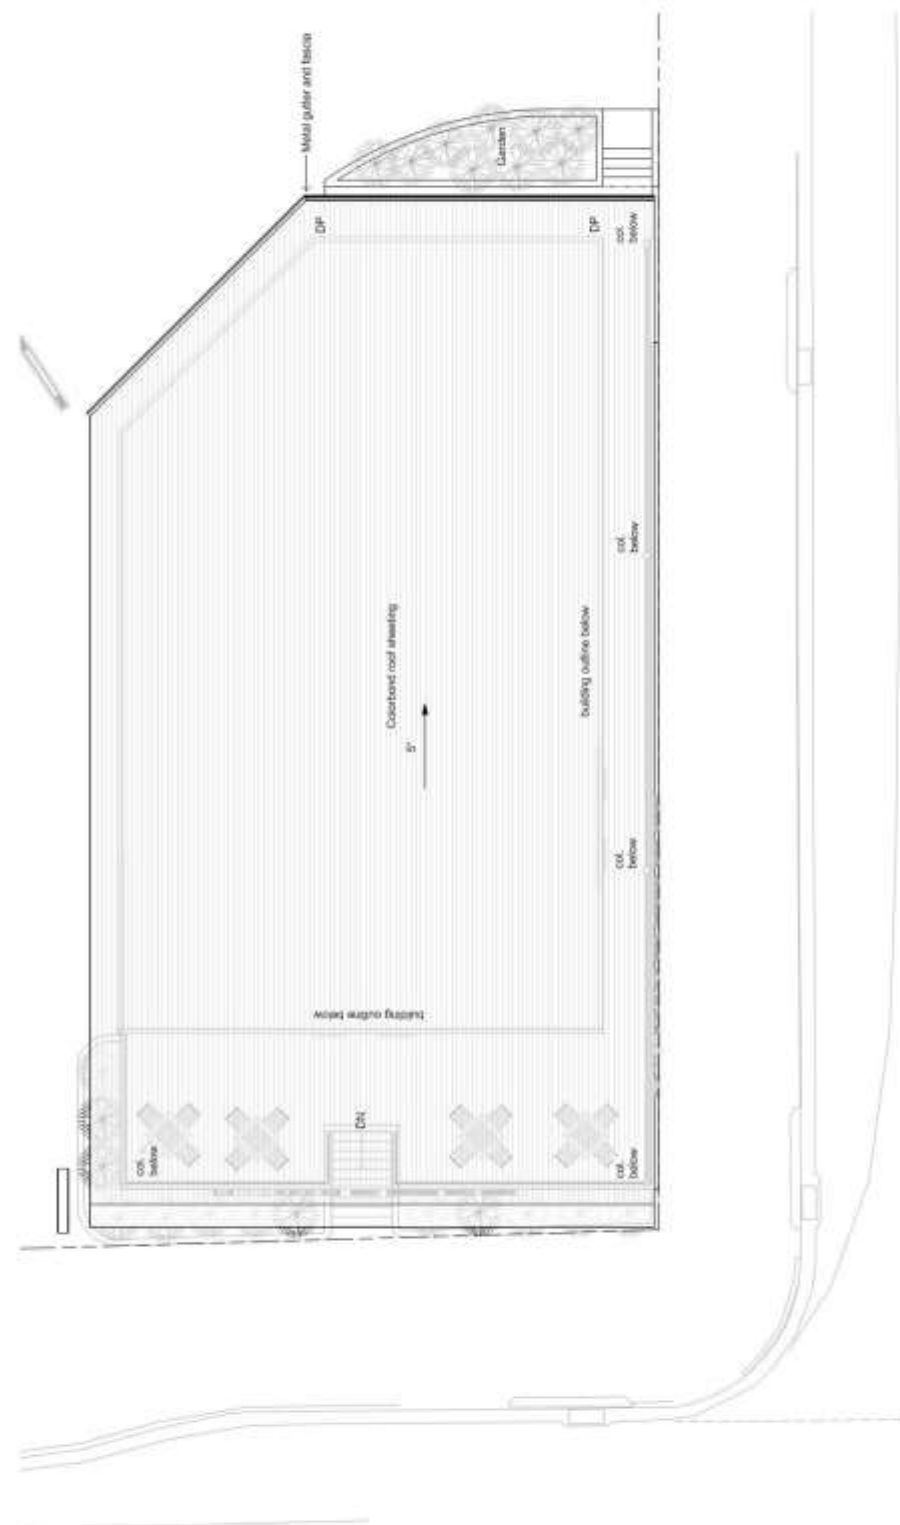 Metal gutter and fascia
Garden
DP
DP
col.
below
col.
below
Colorbond roof sheeting
5°
building outline below
col.
below
building outline below
DN
col.
below
col.
below